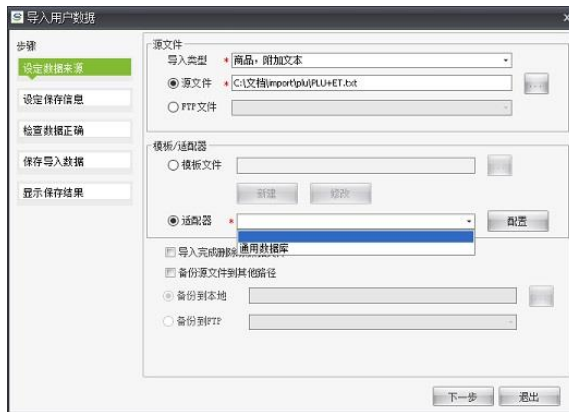 导入用户数据
步骤
设定数据来源
设定保存信息
检查数据正确
保存导入数据
显示保存结果
源文件
导入类型 * 商品，附加文本
源文件 * C:\文档\import\plu\PLU+ET.txt
FTP文件
模板/适配器
模板文件
新建 修改
适配器 * 配置
通用数据库
导入完成删除
备份源文件到其他路径
备份到本地
备份到FTP
下一步 退出